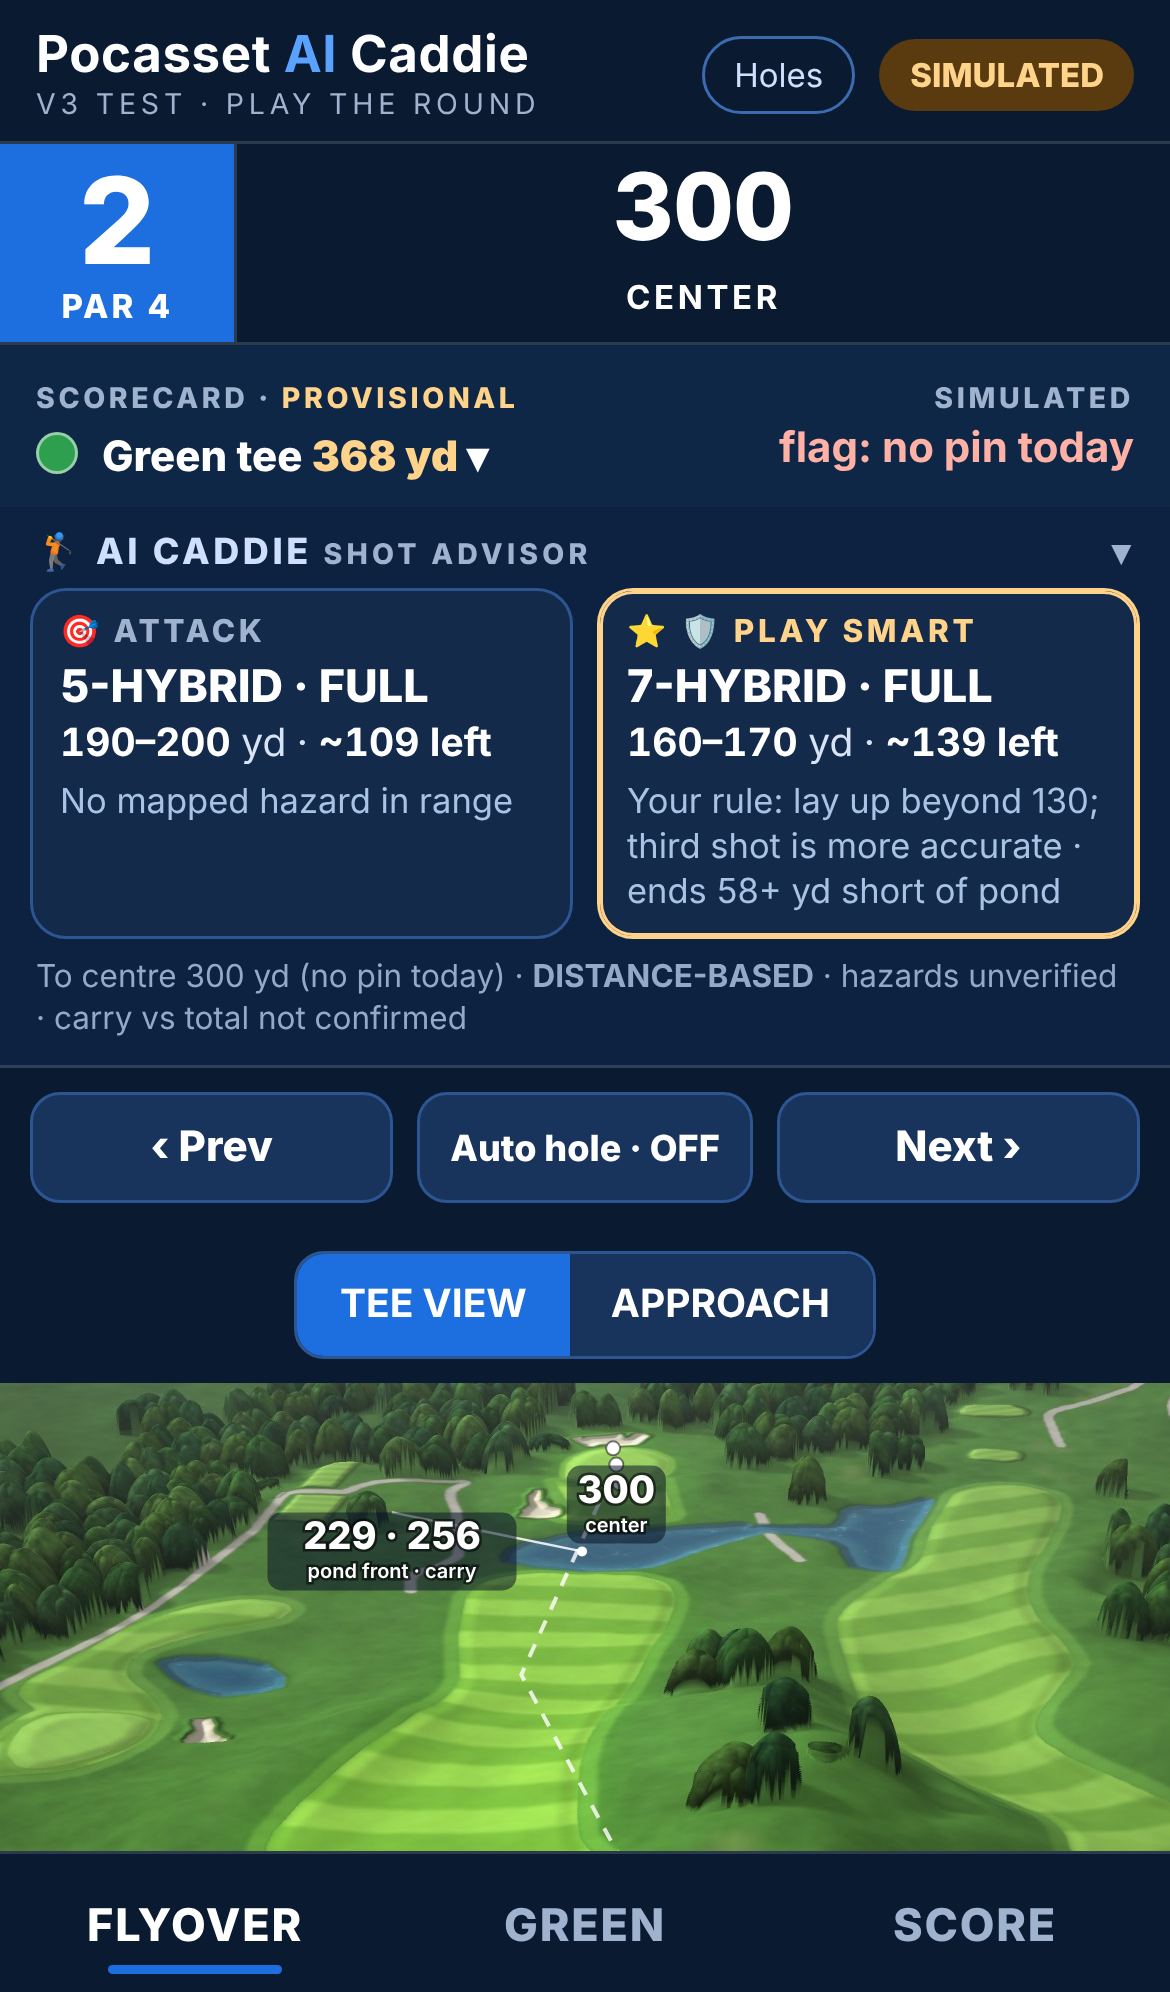 Pocasset AI Caddie
V3 TEST · PLAY THE ROUND
Holes
SIMULATED
2
PAR 4
300
CENTER
SCORECARD · PROVISIONAL
Green tee 368 yd ▼
SIMULATED
flag: no pin today
AI CADDIE SHOT ADVISOR ▼
ATTACK
5-HYBRID · FULL
190–200 yd · ~109 left
No mapped hazard in range
PLAY SMART
7-HYBRID · FULL
160–170 yd · ~139 left
Your rule: lay up beyond 130;
third shot is more accurate ·
ends 58+ yd short of pond
To centre 300 yd (no pin today) · DISTANCE-BASED · hazards unverified
· carry vs total not confirmed
‹ Prev
Auto hole · OFF
Next ›
TEE VIEW
APPROACH
300
center
229 · 256
pond front · carry
FLYOVER
GREEN
SCORE